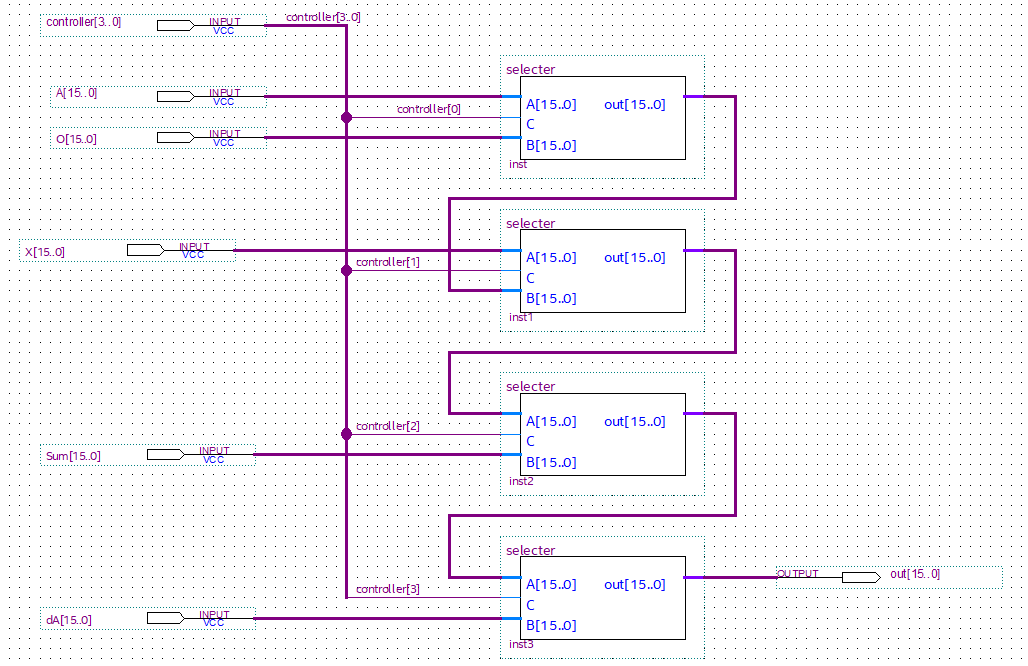 controller[3..0] INPUT VCC controller[3..0]
A[15..0] INPUT VCC
O[15..0] INPUT VCC
controller[0]
selecter
A[15..0] out[15..0]
C
B[15..0]
inst
X[15..0] INPUT VCC
controller[1]
selecter
A[15..0] out[15..0]
C
B[15..0]
inst1
controller[2]
Sum[15..0] INPUT VCC
selecter
A[15..0] out[15..0]
C
B[15..0]
inst2
controller[3]
dA[15..0] INPUT VCC
selecter
A[15..0] out[15..0]
C
B[15..0]
inst3
OUTPUT out[15..0]